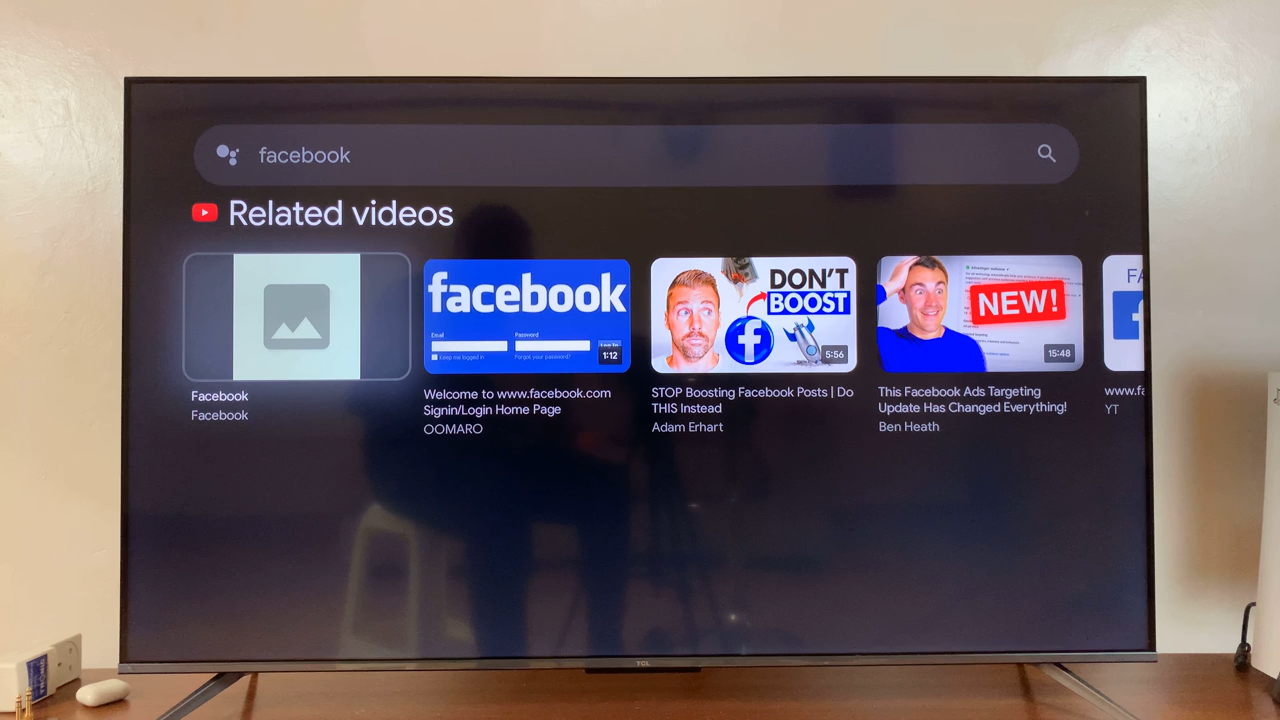 facebook
Related videos
facebook
Email
Password
Keep me logged in
Forgot your password?
1:12
DON'T
BOOST
5:56
NEW!
15:48
FA
Facebook
Facebook
Welcome to www.facebook.com
Signin/Login Home Page
OOMARO
STOP Boosting Facebook Posts | Do
THIS Instead
Adam Erhart
This Facebook Ads Targeting
Update Has Changed Everything!
Ben Heath
www.fa
YT
TCL